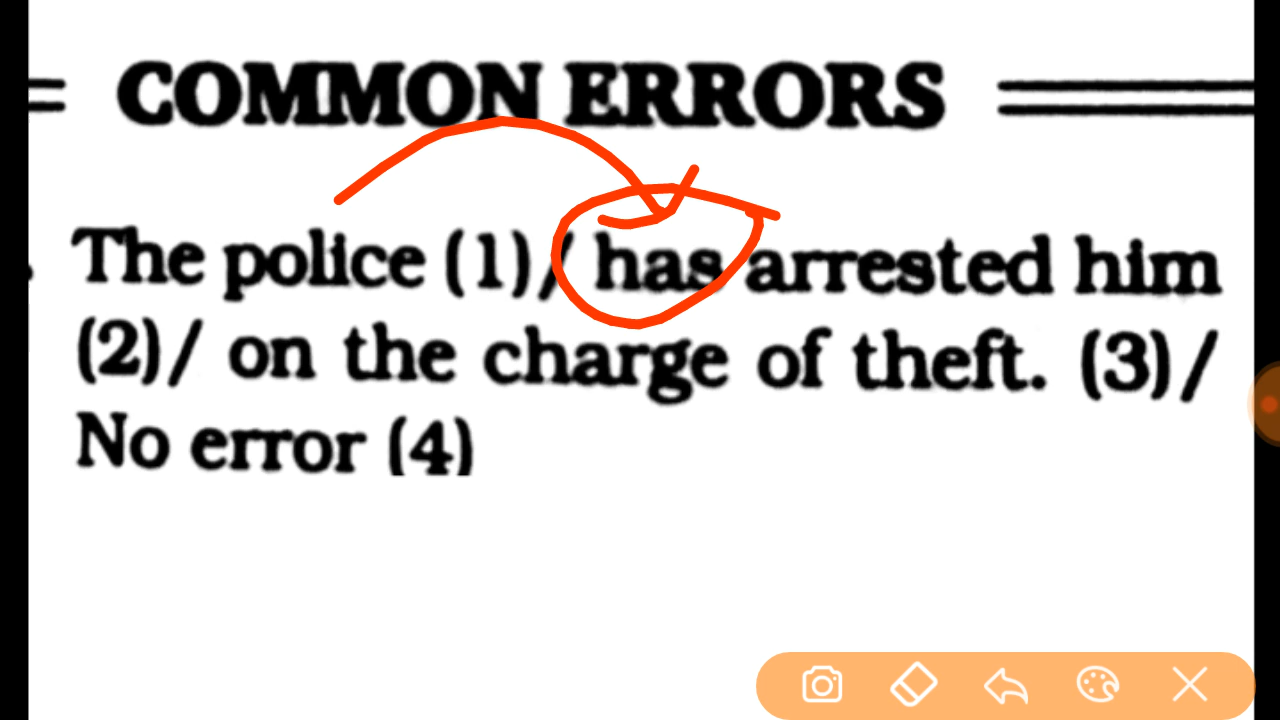 COMMON ERRORS
The police (1)/ has arrested him
(2)/ on the charge of theft. (3)/
No error (4)